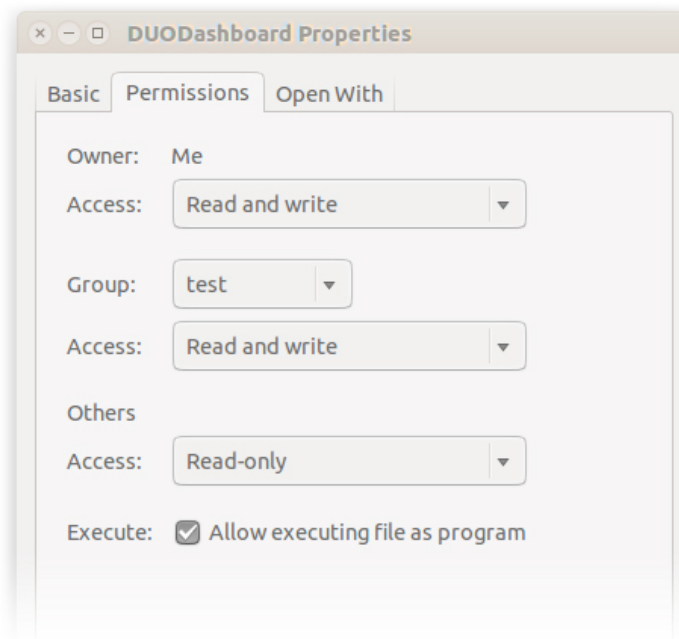 DUODashboard Properties
Basic Permissions Open With
Owner: Me
Access: Read and write
Group: test
Access: Read and write
Others
Access: Read-only
Execute: Allow executing file as program